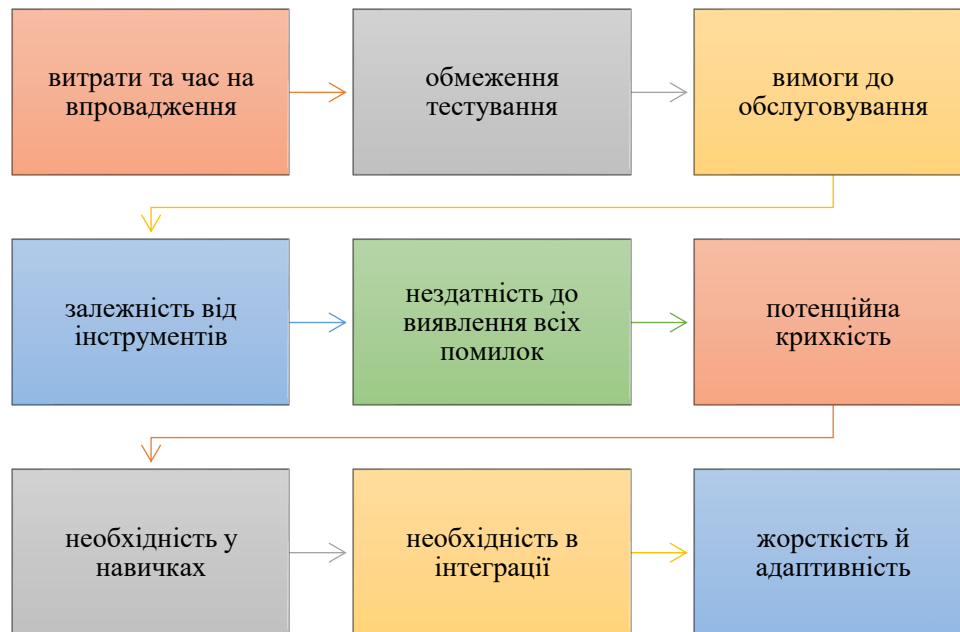 витрати та час на
впровадження
обмеження
тестування
вимоги до
обслуговування
залежність від
інструментів
нездатність до
виявлення всіх
помилок
потенційна
крихкість
необхідність у
навичках
необхідність в
інтеграції
жорсткість й
адаптивність